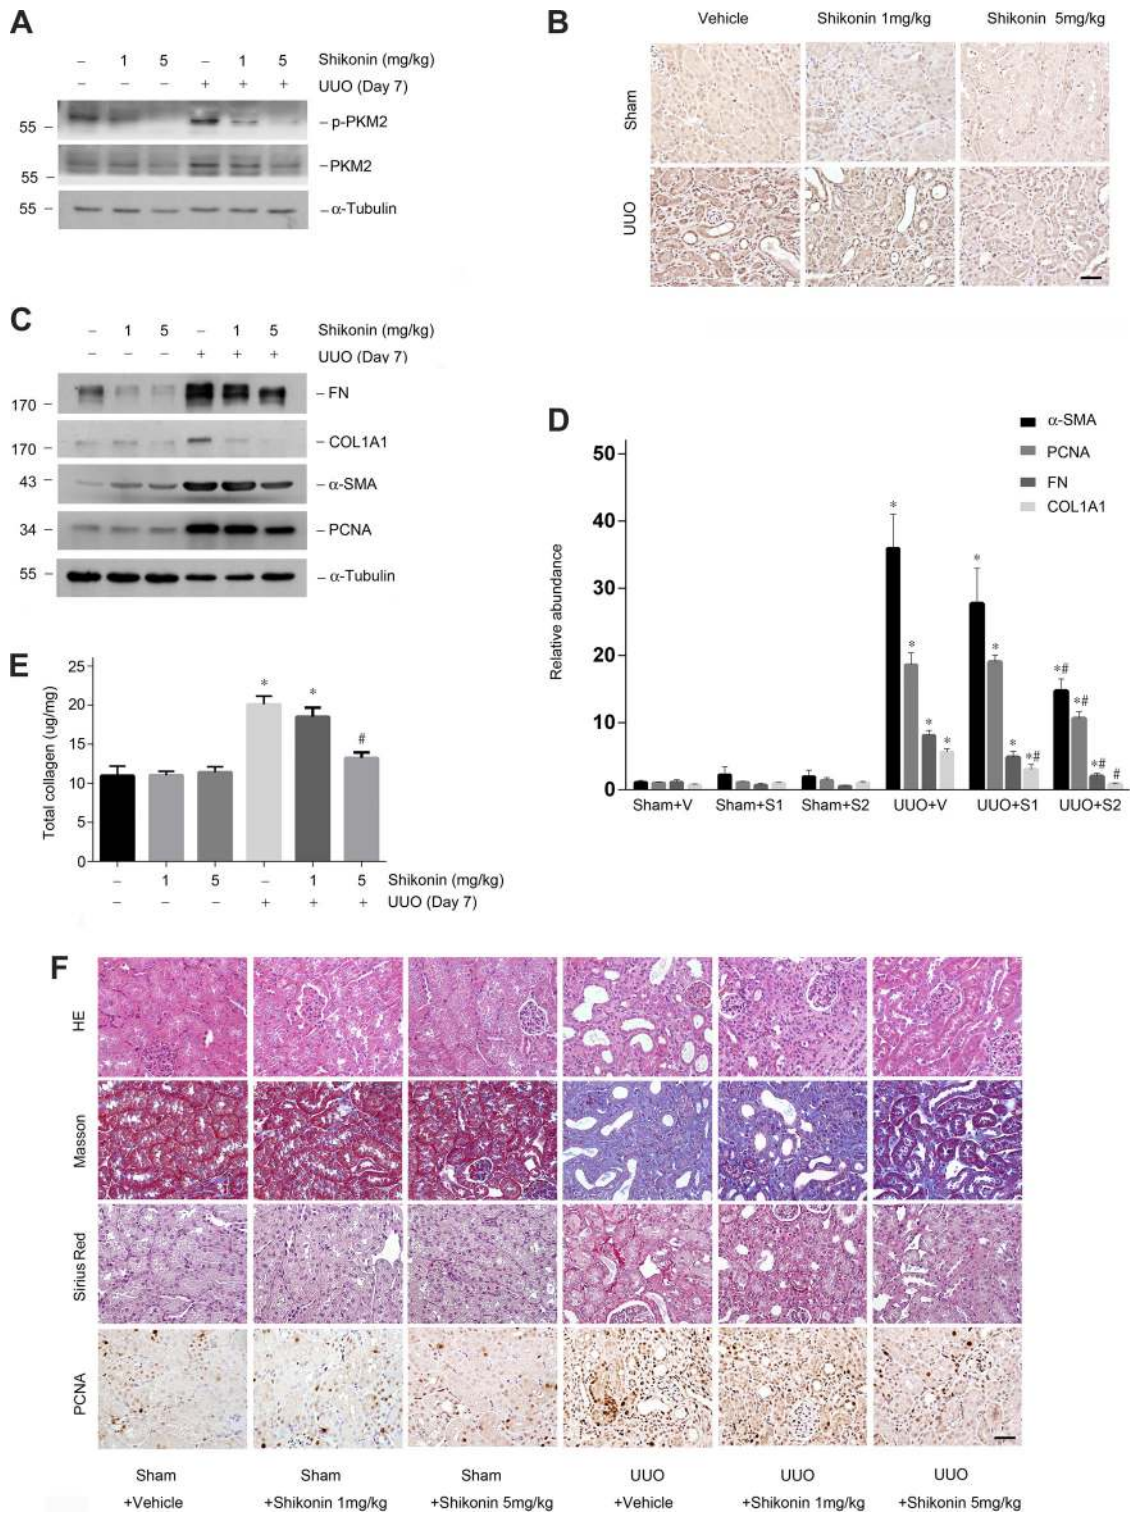 A
– 1 5 – 1 5 Shikonin (mg/kg)
– – – + + + UUO (Day 7)
55 – – p-PKM2
55 – – PKM2
55 – – α-Tubulin
B
Vehicle Shikonin 1mg/kg Shikonin 5mg/kg
Sham
UUO
C
– 1 5 – 1 5 Shikonin (mg/kg)
– – – + + + UUO (Day 7)
170 – – FN
170 – – COL1A1
43 – – α-SMA
34 – – PCNA
55 – – α-Tubulin
D
α-SMA
PCNA
FN
COL1A1
Relative abundance
50
40
30
20
10
0
* * * *
* * * *#
*# *# *# #
Sham+V Sham+S1 Sham+S2 UUO+V UUO+S1 UUO+S2
E
Total collagen (ug/mg)
25
20
15
10
5
0
* * #
– 1 5 – 1 5 Shikonin (mg/kg)
– – – + + + UUO (Day 7)
F
HE
Masson
Sirius Red
PCNA
Sham Sham Sham UUO UUO UUO
+Vehicle +Shikonin 1mg/kg +Shikonin 5mg/kg +Vehicle +Shikonin 1mg/kg +Shikonin 5mg/kg